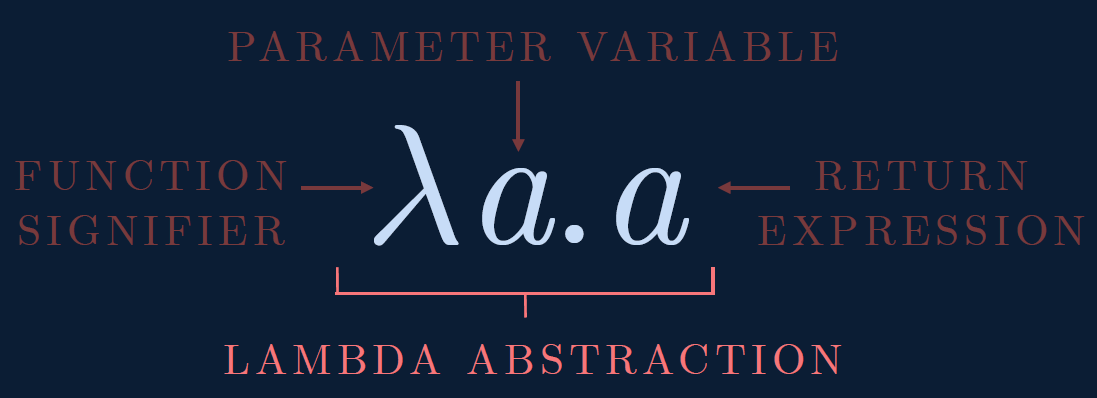 PARAMETER VARIABLE
FUNCTION
SIGNIFIER
λa.a
RETURN
EXPRESSION
LAMBDA ABSTRACTION